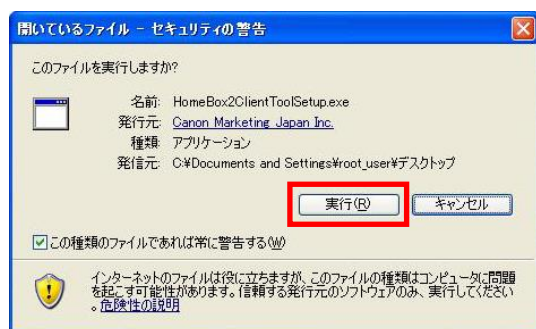 開いているファイル - セキュリティの警告
このファイルを実行しますか?
名前: HomeBox2ClientToolSetup.exe
発行元: Canon Marketing Japan Inc.
種類: アプリケーション
発信元: C:¥Documents and Settings¥root_user¥デスクトップ
実行(R) キャンセル
この種類のファイルであれば常に警告する(W)
インターネットのファイルは役に立ちますが、このファイルの種類はコンピュータに問題
を起こす可能性があります。信頼する発行元のソフトウェアのみ、実行してください
。危険性の説明